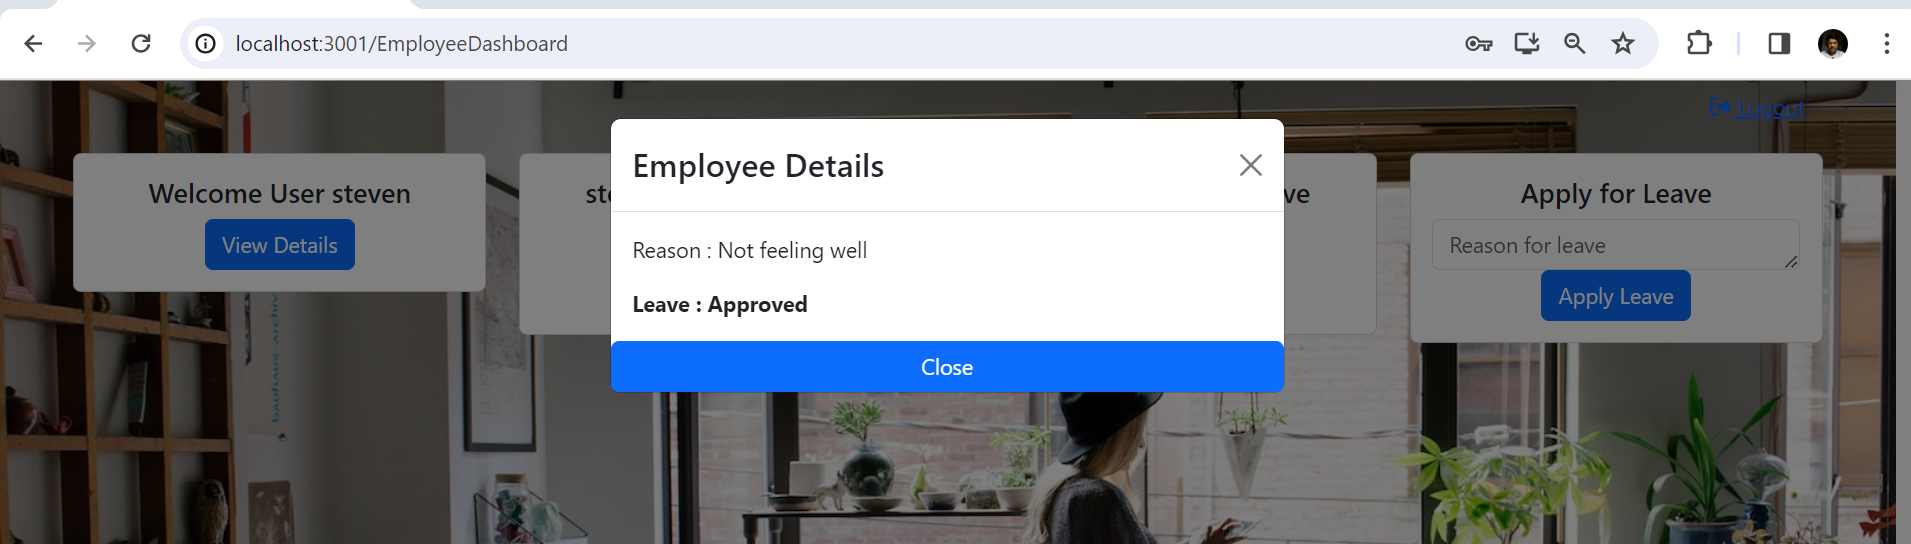 localhost:3001/EmployeeDashboard
Logout
Employee Details
Welcome User steven
View Details
Apply for Leave
Reason for leave
Apply Leave
Reason : Not feeling well
Leave : Approved
Close